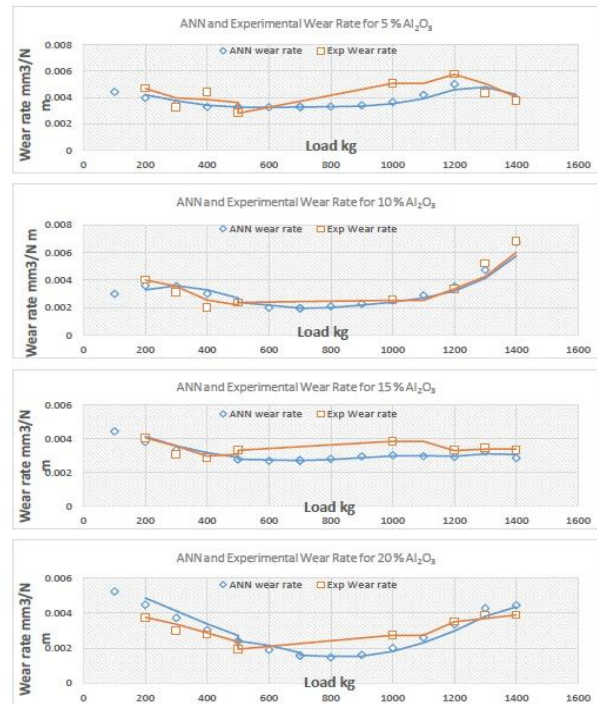 ANN and Experimental Wear Rate for 5 % Al₂O₃
ANN wear rate Exp Wear rate
Wear rate mm3/N
m
0.008
0.006
0.004
0.002
0
0 200 400 600 800 1000 1200 1400 1600
Load kg
ANN and Experimental Wear Rate for 10 % Al₂O₃
ANN wear rate Exp Wear rate
Wear rate mm3/N m
0.008
0.006
0.004
0.002
0
0 200 400 600 800 1000 1200 1400 1600
Load kg
ANN and Experimental Wear Rate for 15 % Al₂O₃
ANN wear rate Exp Wear rate
Wear rate mm3/N
m
0.006
0.004
0.002
0
0 200 400 600 800 1000 1200 1400 1600
Load kg
ANN and Experimental Wear Rate for 20 % Al₂O₃
ANN wear rate Exp Wear rate
Wear rate mm3/N
m
0.006
0.004
0.002
0
0 200 400 600 800 1000 1200 1400 1600
Load kg